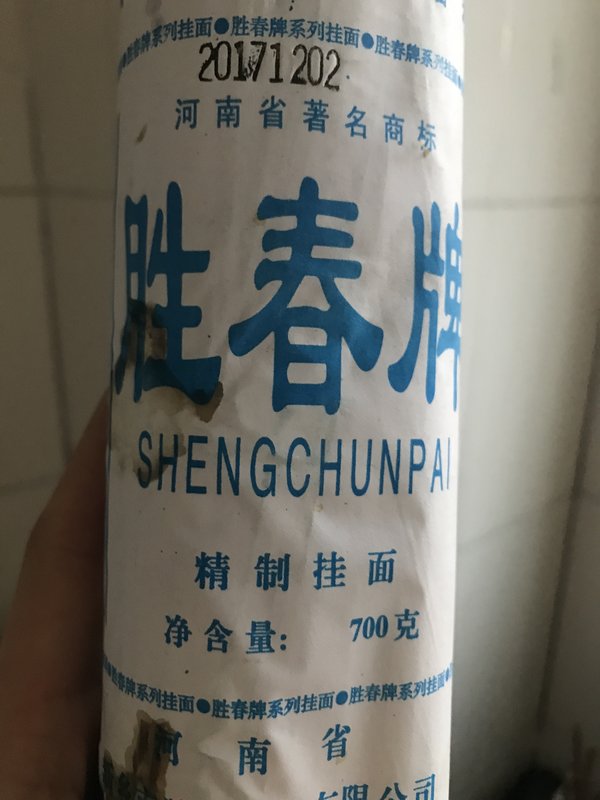 胜春牌系列挂面●胜春牌系列挂面●胜春牌系列挂面
20171202
河南省著名商标
胜春牌
SHENGCHUNPAI
精制挂面
净含量: 700克
●胜春牌系列挂面●胜春牌系列挂面●胜春牌系列挂面●
河南省
有限公司